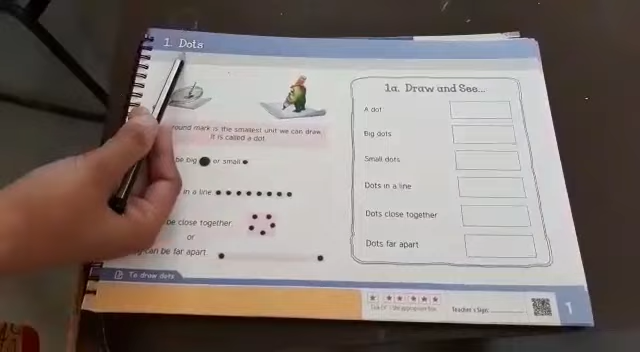 1. Dots
round mark is the smallest unit we can draw.
It is called a dot.
be big or small
in a line
be close together.
or
can be far apart.
To draw dots
1a. Draw and See...
A dot
Big dots
Small dots
Dots in a line
Dots close together
Dots far apart
Teacher's Sign:
1